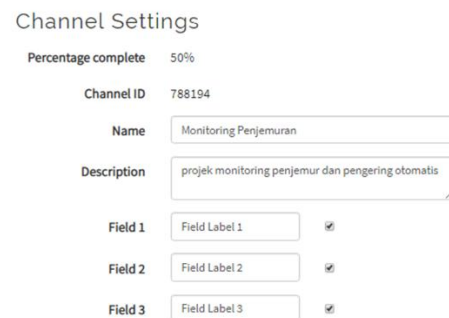 Channel Settings
Percentage complete 50%
Channel ID 788194
Name Monitoring Penjemuran
Description projek monitoring penjemur dan pengering otomatis
Field 1 Field Label 1
Field 2 Field Label 2
Field 3 Field Label 3